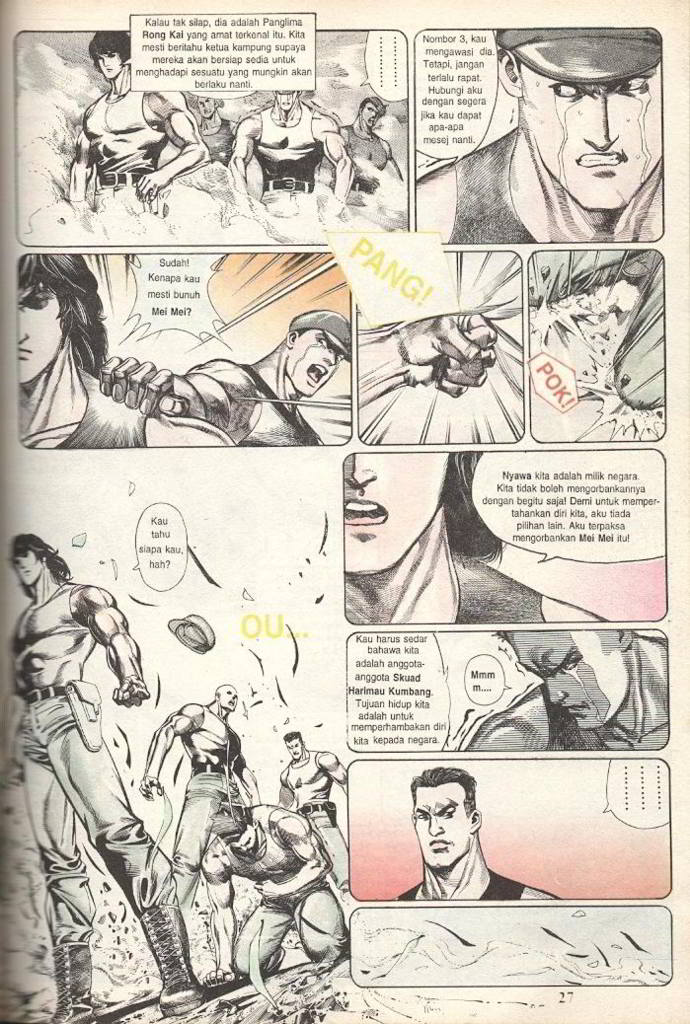 Kalau tak silap, dia adalah Panglima
Rong Kai yang amat terkenal itu. Kita
mesti beritahu ketua kampung supaya
mereka akan bersiap sedia untuk
menghadapi sesuatu yang mungkin akan
berlaku nanti.
Nombor 3, kau
mengawasi dia.
Tetapi, jangan
terlalu rapat.
Hubungi aku
dengan segera
jika kau dapat
apa-apa
mesej nanti.
Sudah!
Kenapa kau
mesti bunuh
Mei Mei?
PANG!
POK!
Kau
tahu
siapa kau,
hah?
OU...
Nyawa kita adalah milik negara.
Kita tidak boleh mengorbankannya
dengan begitu saja! Demi untuk memper-
tahankan diri kita, aku tiada
pilihan lain. Aku terpaksa
mengorbankan Mei Mei itu!
Kau harus sedar
bahawa kita
adalah anggota-
anggota Skuad
Harimau Kumbang.
Tujuan hidup kita
adalah untuk
memperhambakan diri
kita kepada negara.
Mmm
m....
27